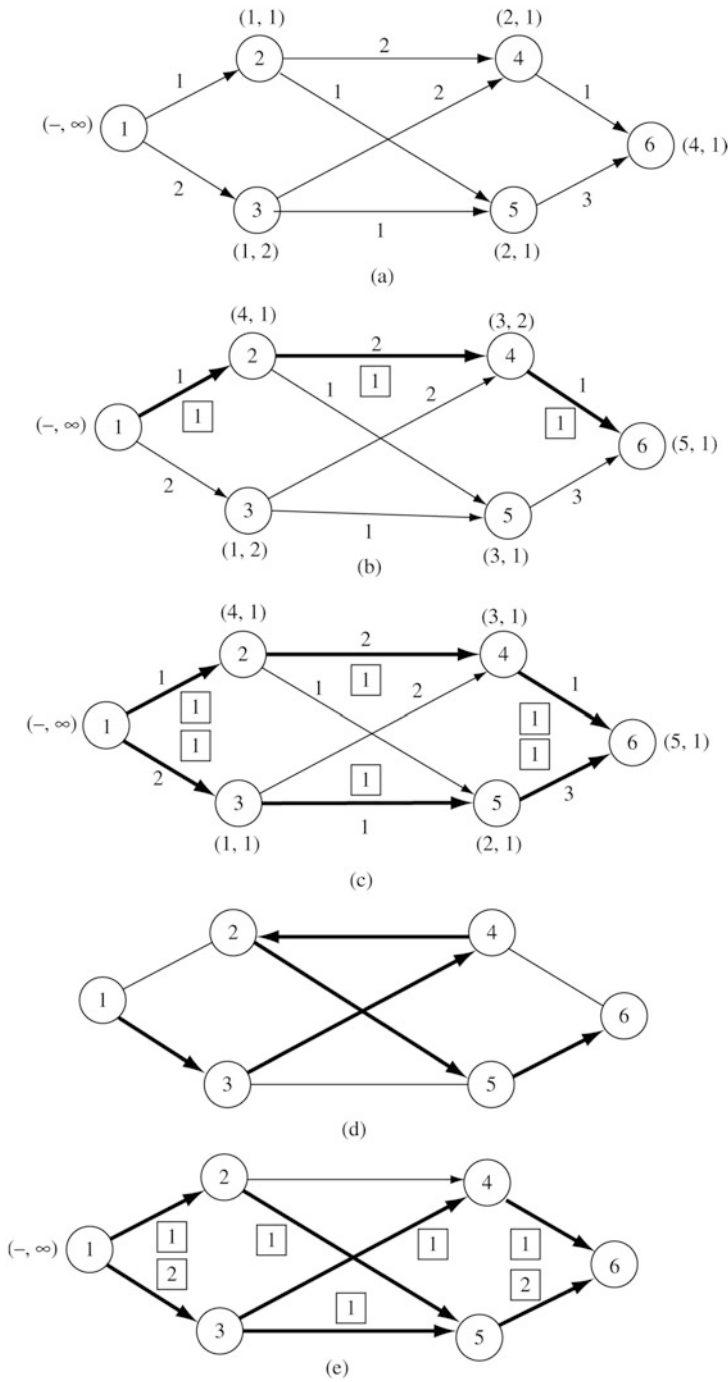 (1, 1) (2, 1)
2 2 4
1 1 2 1
(–, ∞) 1 6 (4, 1)
2 3
3 1 5
(1, 2) (2, 1)
(a)
(4, 1) (3, 2)
2 2 4
1 1 1 2 1
(–, ∞) 1 1 1 6 (5, 1)
2 3
3 1 5
(1, 2) (3, 1)
(b)
(4, 1) (3, 1)
2 2 4
1 1 1 2 1
(–, ∞) 1 1 1 6 (5, 1)
1 1
2 1 3
3 1 5
(1, 1) (2, 1)
(c)
2 4
1 6
3 5
(d)
2 4
(–, ∞) 1 1 1 1 1 6
2 2
3 1 5
(e)